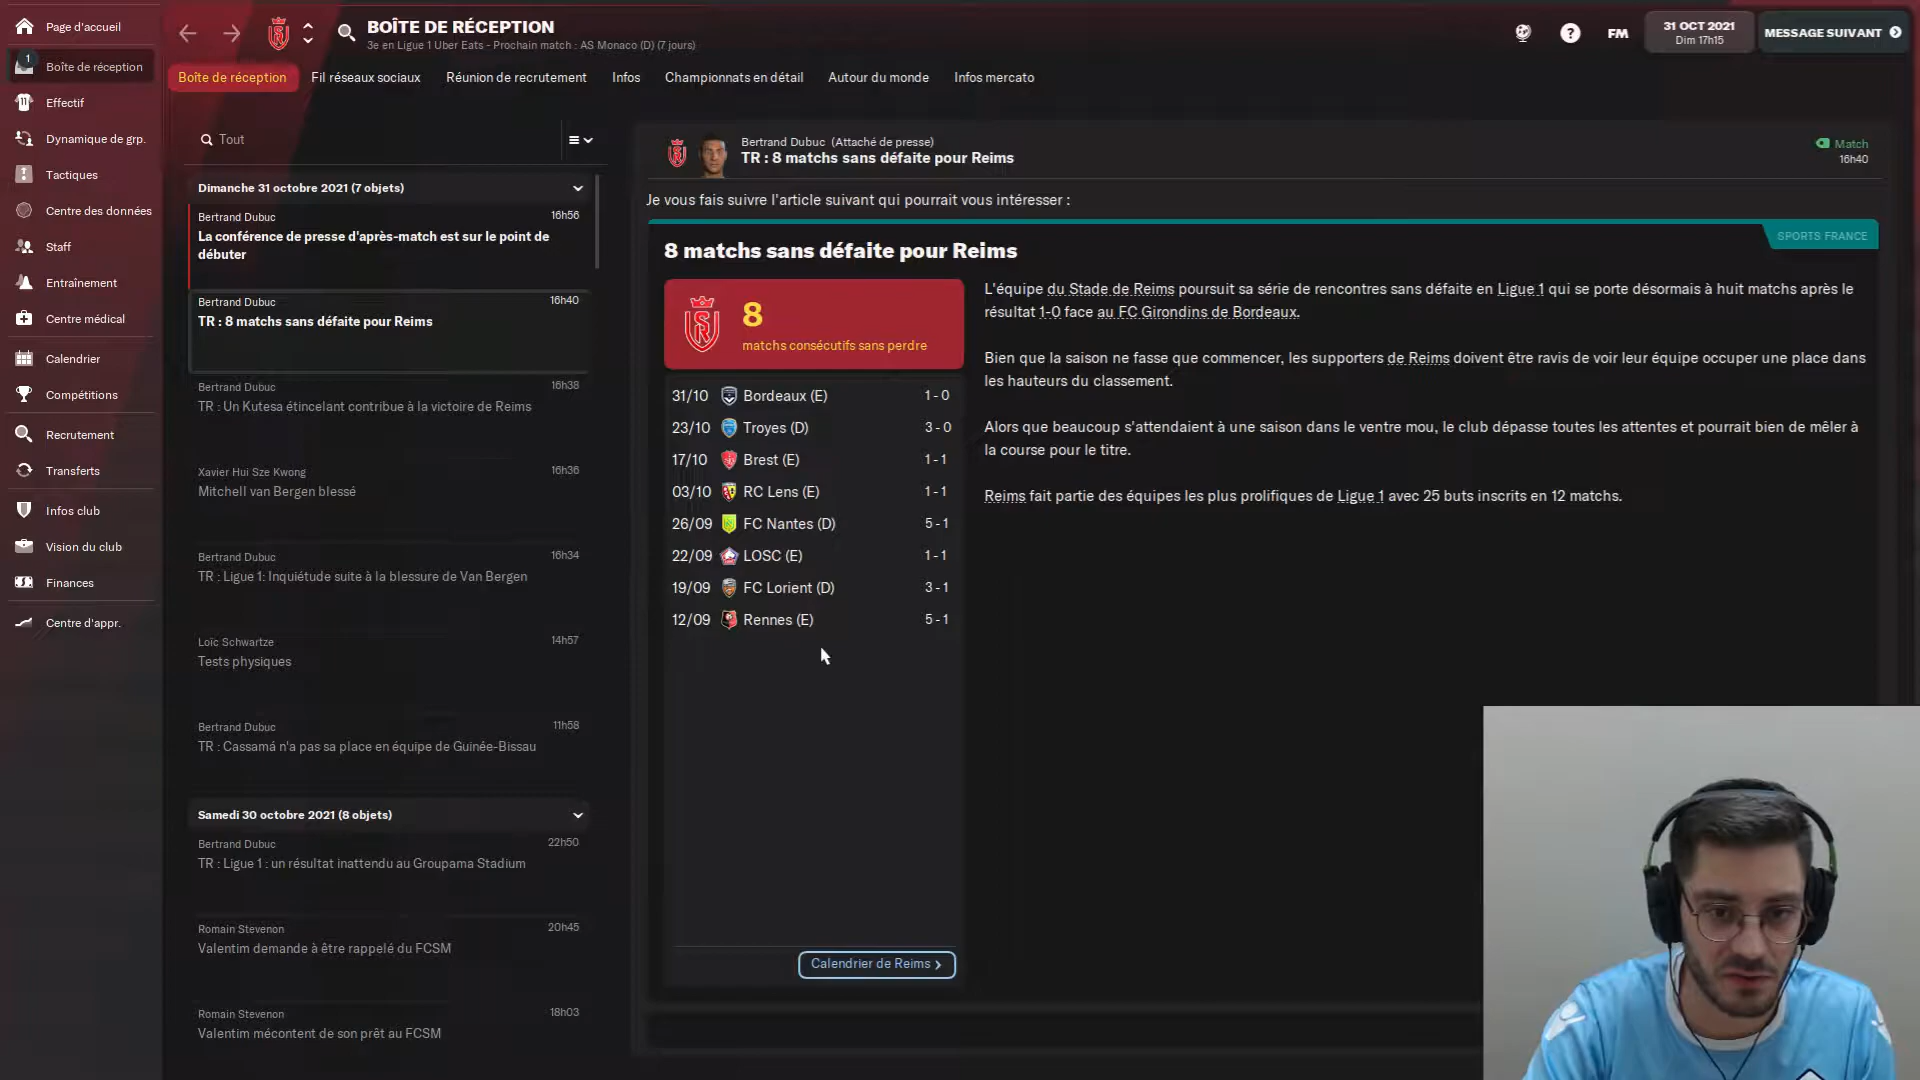 Page d'accueil
1
Boîte de réception
Effectif
Dynamique de grp.
Tactiques
Centre des données
Staff
Entraînement
Centre médical
Calendrier
Compétitions
Recrutement
Transferts
Infos club
Vision du club
Finances
Centre d'appr.
BOÎTE DE RÉCEPTION
3e en Ligue 1 Uber Eats - Prochain match : AS Monaco (D) (7 jours)
FM
31 OCT 2021
Dim 17h15
MESSAGE SUIVANT
Boîte de réception
Fil réseaux sociaux
Réunion de recrutement
Infos
Championnats en détail
Autour du monde
Infos mercato
Tout
Dimanche 31 octobre 2021 (7 objets)
Bertrand Dubuc 16h56
La conférence de presse d'après-match est sur le point de
débuter
Bertrand Dubuc 16h40
TR : 8 matchs sans défaite pour Reims
Bertrand Dubuc 16h38
TR : Un Kutesa étincelant contribue à la victoire de Reims
Xavier Hui Sze Kwong 16h36
Mitchell van Bergen blessé
Bertrand Dubuc 16h34
TR : Ligue 1: Inquiétude suite à la blessure de Van Bergen
Loïc Schwartze 14h57
Tests physiques
Bertrand Dubuc 11h58
TR : Cassamá n'a pas sa place en équipe de Guinée-Bissau
Samedi 30 octobre 2021 (8 objets)
Bertrand Dubuc 22h50
TR : Ligue 1 : un résultat inattendu au Groupama Stadium
Romain Stevenon 20h45
Valentim demande à être rappelé du FCSM
Romain Stevenon 18h03
Valentim mécontent de son prêt au FCSM
Bertrand Dubuc (Attaché de presse)
TR : 8 matchs sans défaite pour Reims
Match
16h40
Je vous fais suivre l'article suivant qui pourrait vous intéresser :
SPORTS FRANCE
8 matchs sans défaite pour Reims
8
matchs consécutifs sans perdre
31/10 Bordeaux (E) 1 - 0
23/10 Troyes (D) 3 - 0
17/10 Brest (E) 1 - 1
03/10 RC Lens (E) 1 - 1
26/09 FC Nantes (D) 5 - 1
22/09 LOSC (E) 1 - 1
19/09 FC Lorient (D) 3 - 1
12/09 Rennes (E) 5 - 1
Calendrier de Reims
L'équipe du Stade de Reims poursuit sa série de rencontres sans défaite en Ligue 1 qui se porte désormais à huit matchs après le
résultat 1-0 face au FC Girondins de Bordeaux.
Bien que la saison ne fasse que commencer, les supporters de Reims doivent être ravis de voir leur équipe occuper une place dans
les hauteurs du classement.
Alors que beaucoup s'attendaient à une saison dans le ventre mou, le club dépasse toutes les attentes et pourrait bien de mêler à
la course pour le titre.
Reims fait partie des équipes les plus prolifiques de Ligue 1 avec 25 buts inscrits en 12 matchs.